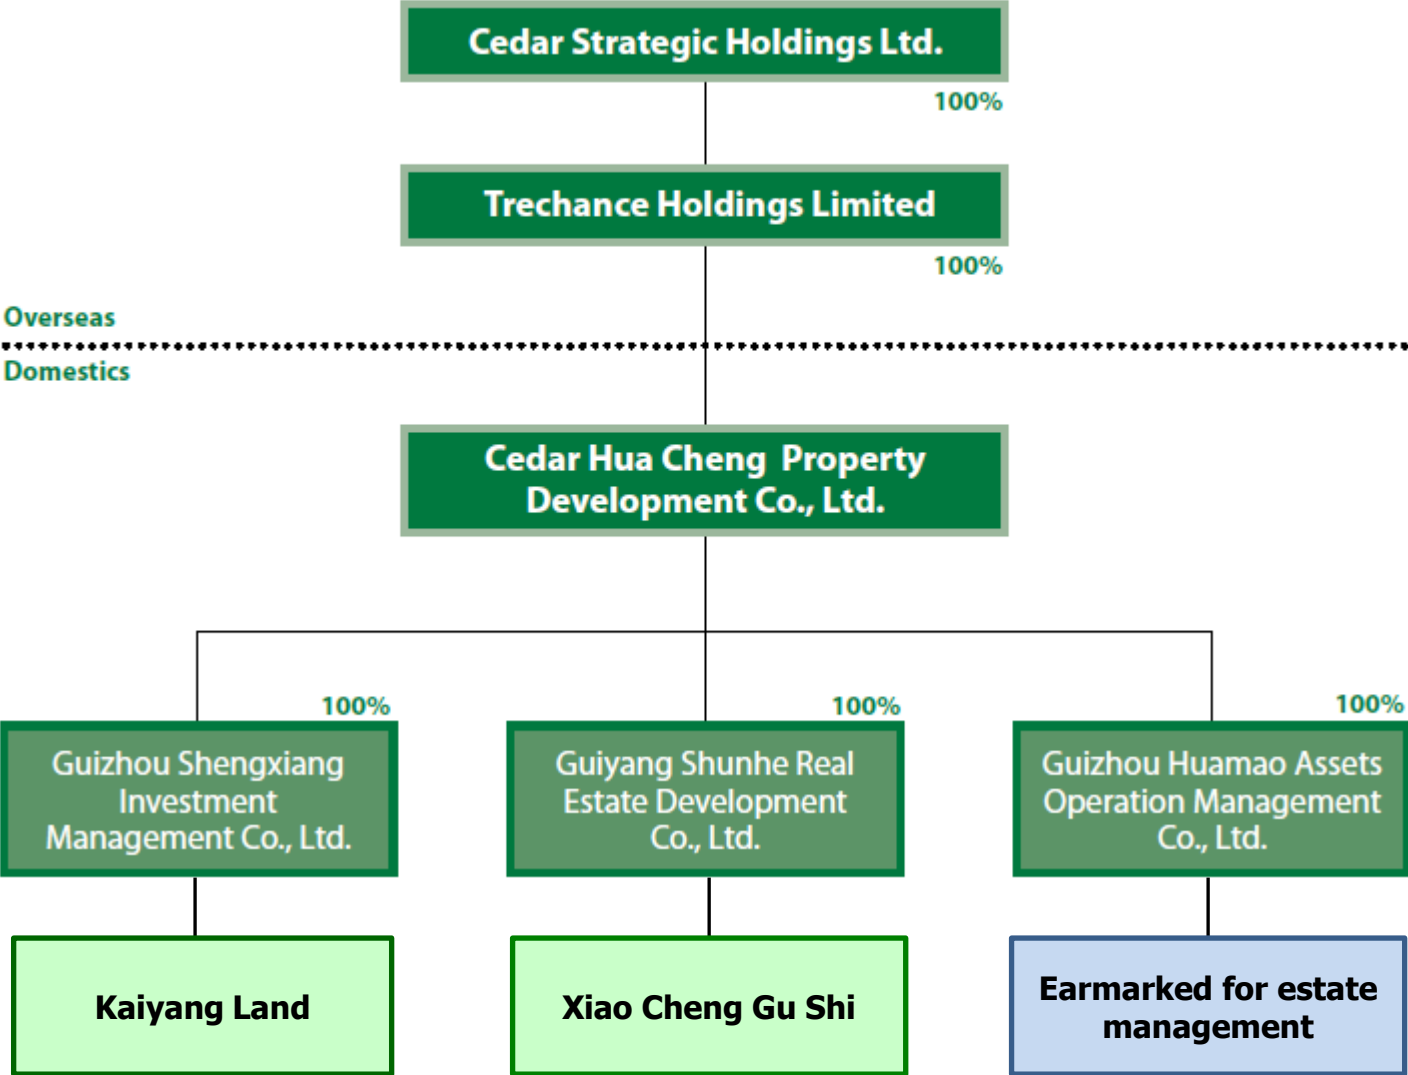 Cedar Strategic Holdings Ltd.
100%
Trechance Holdings Limited
100%
Overseas
Domestics
Cedar Hua Cheng Property
Development Co., Ltd.
100%
Guizhou Shengxiang
Investment
Management Co., Ltd.
100%
Guiyang Shunhe Real
Estate Development
Co., Ltd.
100%
Guizhou Huamao Assets
Operation Management
Co., Ltd.
Kaiyang Land
Xiao Cheng Gu Shi
Earmarked for estate
management